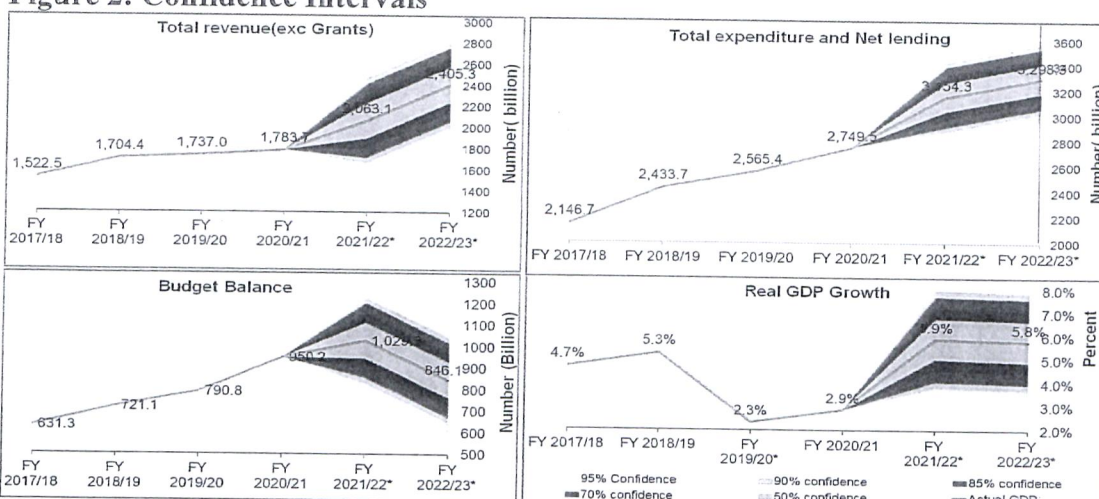 Figure 2: Confidence Intervals
Total revenue(exc Grants)
3000
2800
2600
2400
2200
2000
1800
1600
1400
1200
Number( billion)
1,522.5
1,704.4
1,737.0
1,783.7
2,063.1
2,405.3
FY 2017/18
FY 2018/19
FY 2019/20
FY 2020/21
FY 2021/22*
FY 2022/23*
Total expenditure and Net lending
3600
3400
3200
3000
2800
2600
2400
2200
2000
Number( billion)
2,146.7
2,433.7
2,565.4
2,749.5
FY 2017/18 FY 2018/19 FY 2019/20 FY 2020/21 FY 2021/22* FY 2022/23*
Budget Balance
1300
1200
1100
1000
900
800
700
600
500
Number (Billion)
631.3
721.1
790.8
950.2
846.1
FY 2017/18
FY 2018/19
FY 2019/20
FY 2020/21
FY 2021/22*
FY 2022/23*
Real GDP Growth
8.0%
7.0%
6.0%
5.0%
4.0%
3.0%
2.0%
Percent
4.7%
5.3%
2.3%
2.9%
5.9%
5.8%
FY 2017/18 FY 2018/19 FY 2019/20* FY 2020/21 FY 2021/22* FY 2022/23*
95% Confidence
90% confidence
85% confidence
70% confidence
50% confidence
Actual GDP